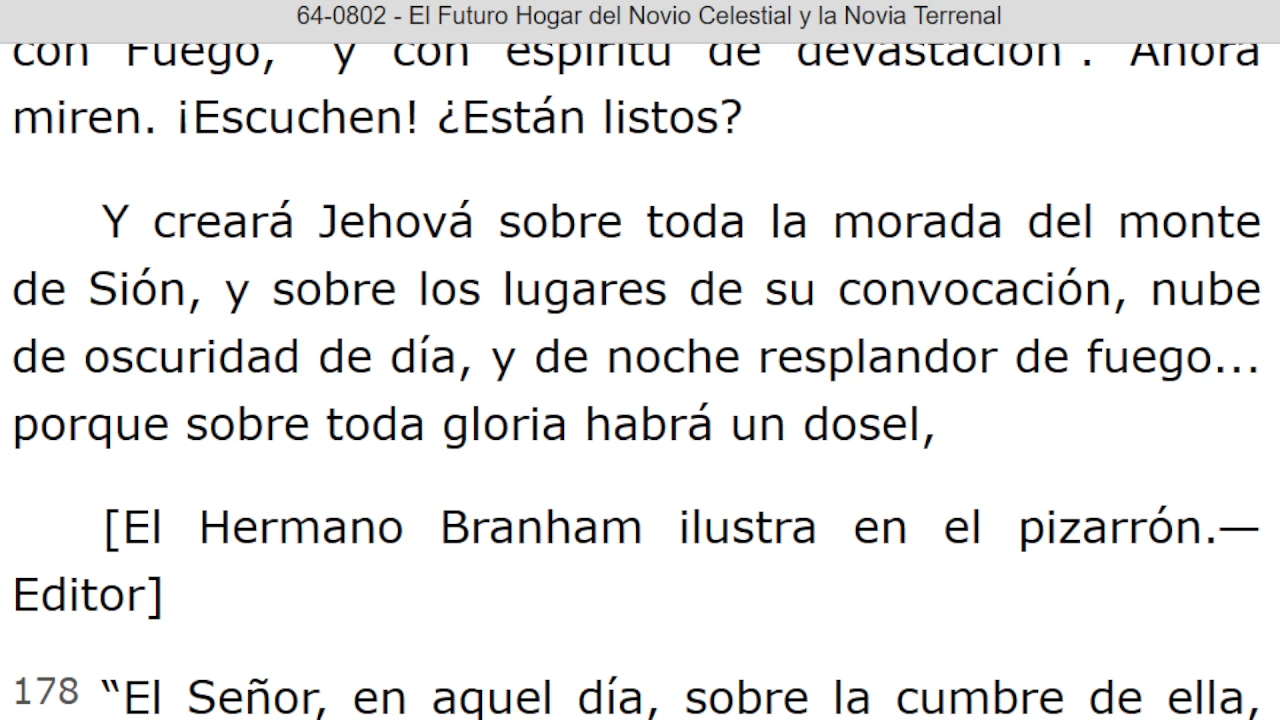 64-0802 - El Futuro Hogar del Novio Celestial y la Novia Terrenal
con Fuego, y con espíritu de devastación". Ahora
miren. ¡Escuchen! ¿Están listos?
Y creará Jehová sobre toda la morada del monte
de Sión, y sobre los lugares de su convocación, nube
de oscuridad de día, y de noche resplandor de fuego...
porque sobre toda gloria habrá un dosel,
[El Hermano Branham ilustra en el pizarrón.—
Editor]
178 “El Señor, en aquel día, sobre la cumbre de ella,